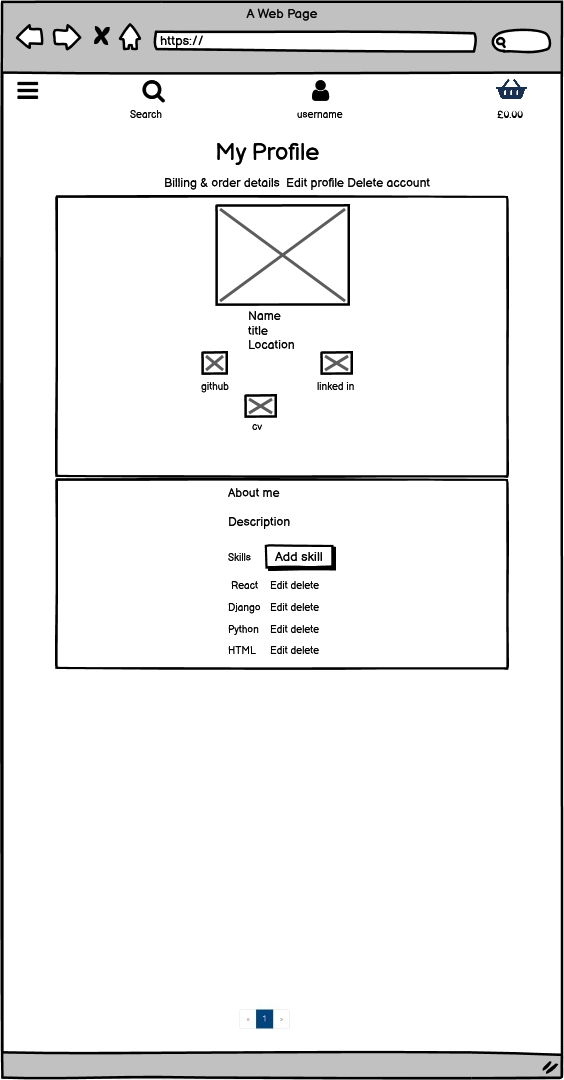 A Web Page
https://
Search
username
£0.00
My Profile
Billing & order details Edit profile Delete account
Name
title
Location
github
linked in
cv
About me
Description
Skills Add skill
React Edit delete
Django Edit delete
Python Edit delete
HTML Edit delete
« 1 »